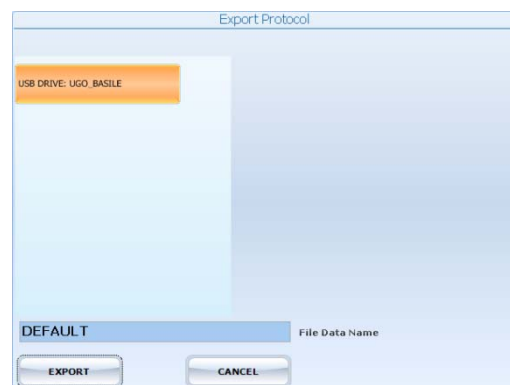 Export Protocol
USB DRIVE: UGO_BASILE
DEFAULT File Data Name
EXPORT CANCEL